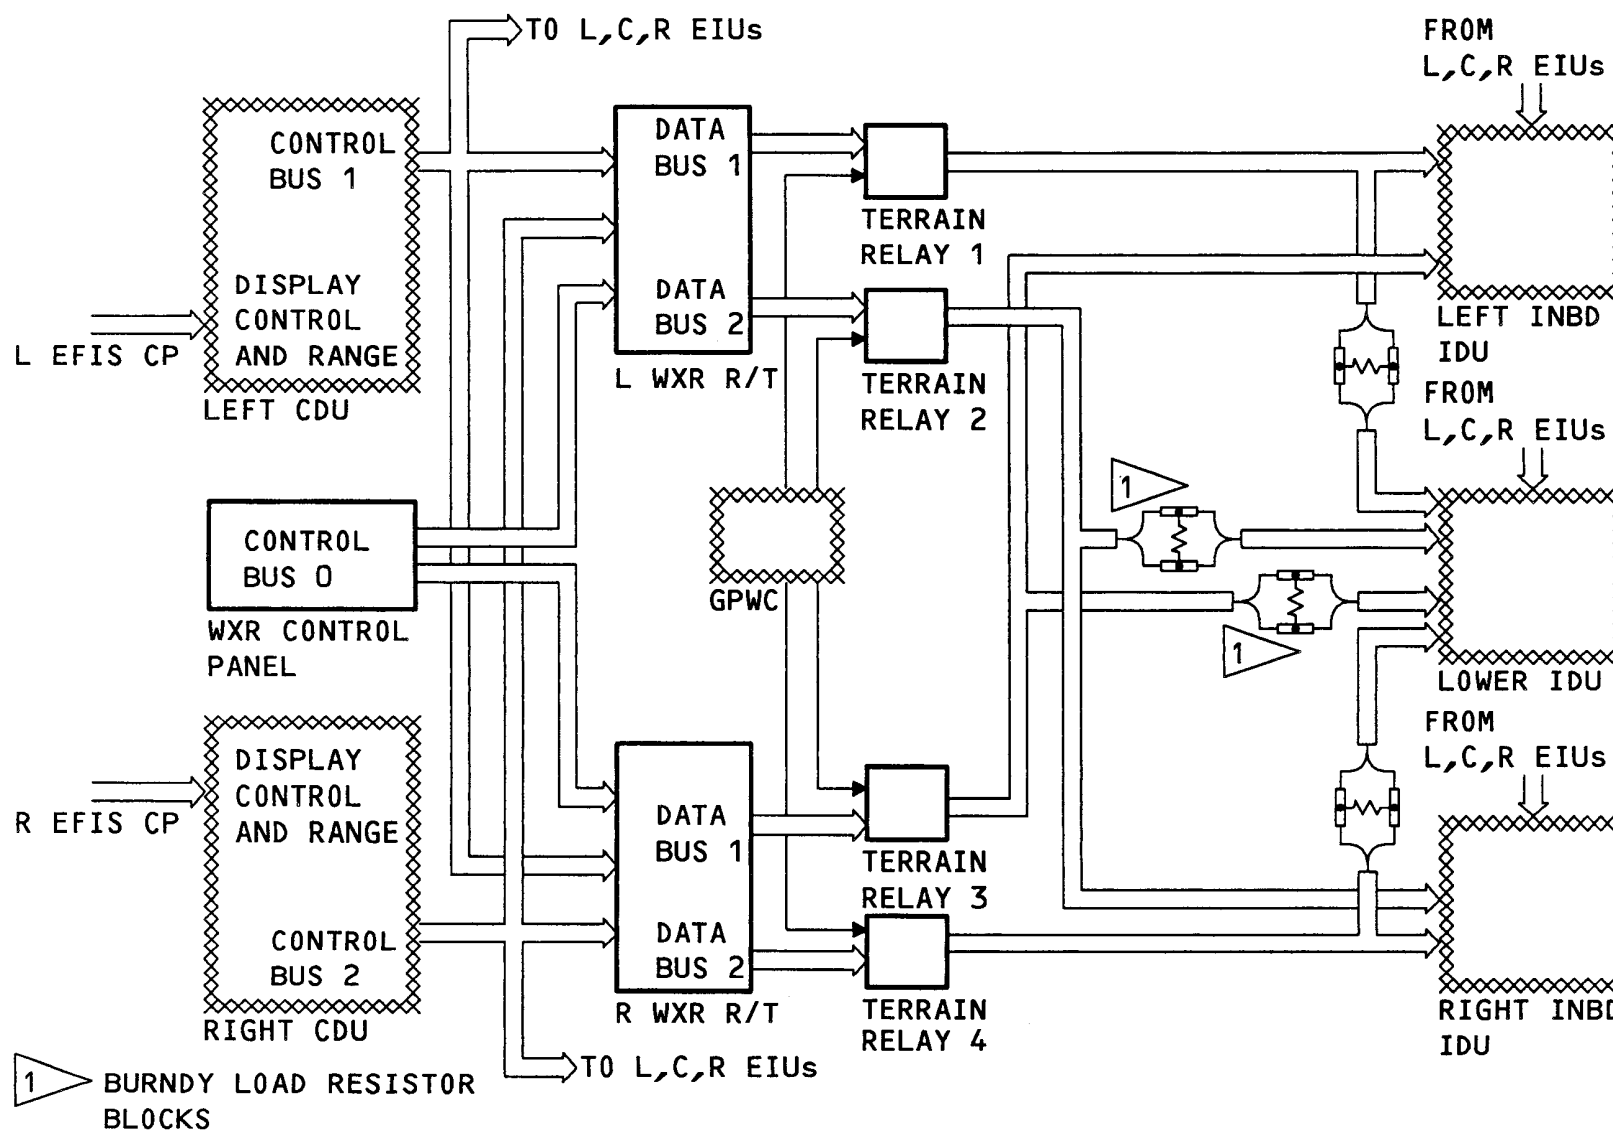 TO L,C,R EIUs
FROM
L,C,R EIUs
CONTROL
BUS 1
DISPLAY
CONTROL
AND RANGE
L EFIS CP
LEFT CDU
DATA
BUS 1
DATA
BUS 2
L WXR R/T
TERRAIN
RELAY 1
TERRAIN
RELAY 2
LEFT INBD
IDU
FROM
L,C,R EIUs
CONTROL
BUS 0
WXR CONTROL
PANEL
GPWC
1
1
LOWER IDU
FROM
L,C,R EIUs
DISPLAY
CONTROL
AND RANGE
R EFIS CP
CONTROL
BUS 2
RIGHT CDU
DATA
BUS 1
DATA
BUS 2
R WXR R/T
TERRAIN
RELAY 3
TERRAIN
RELAY 4
RIGHT INBD
IDU
TO L,C,R EIUs
1 BURNDY LOAD RESISTOR
BLOCKS